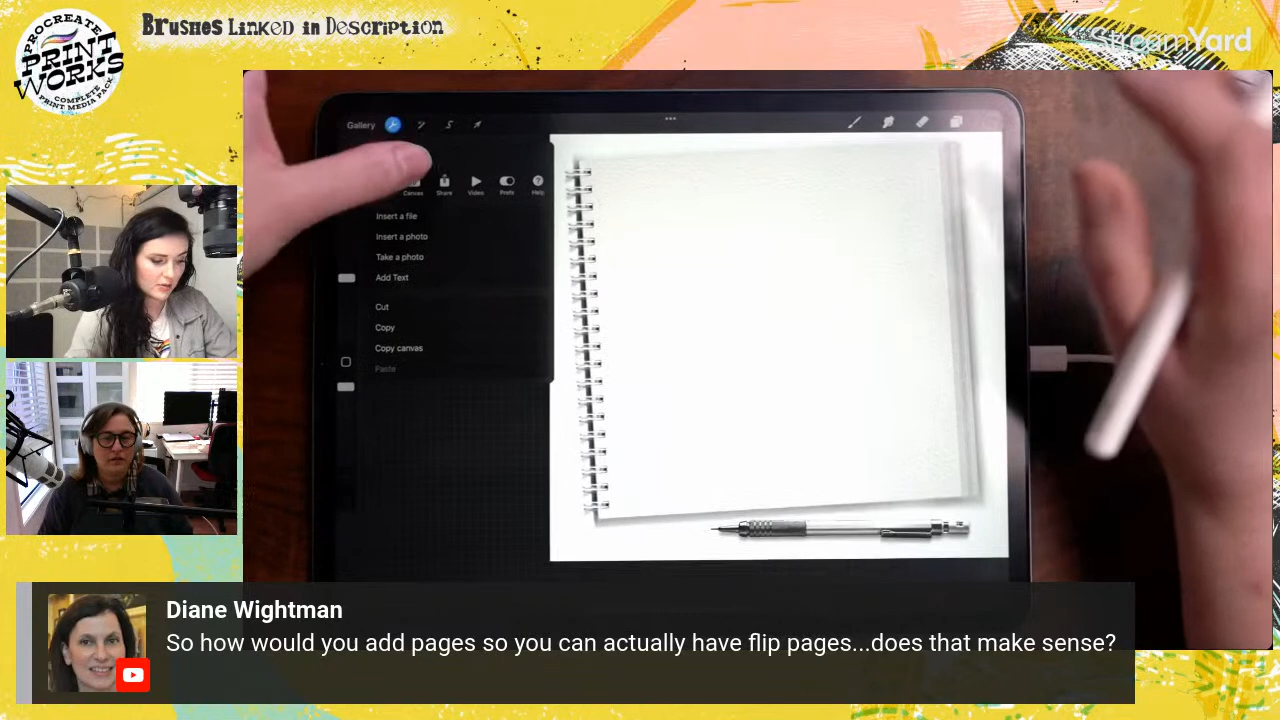 Brushes Linked in Description
StreamYard
PROCREATE
PRINT
WORKS
COMPLETE
PRINT MEDIA PACK
Gallery
Canvas Share Video Prefs Help
Insert a file
Insert a photo
Take a photo
Add Text
Cut
Copy
Copy canvas
Paste
Diane Wightman
So how would you add pages so you can actually have flip pages...does that make sense?